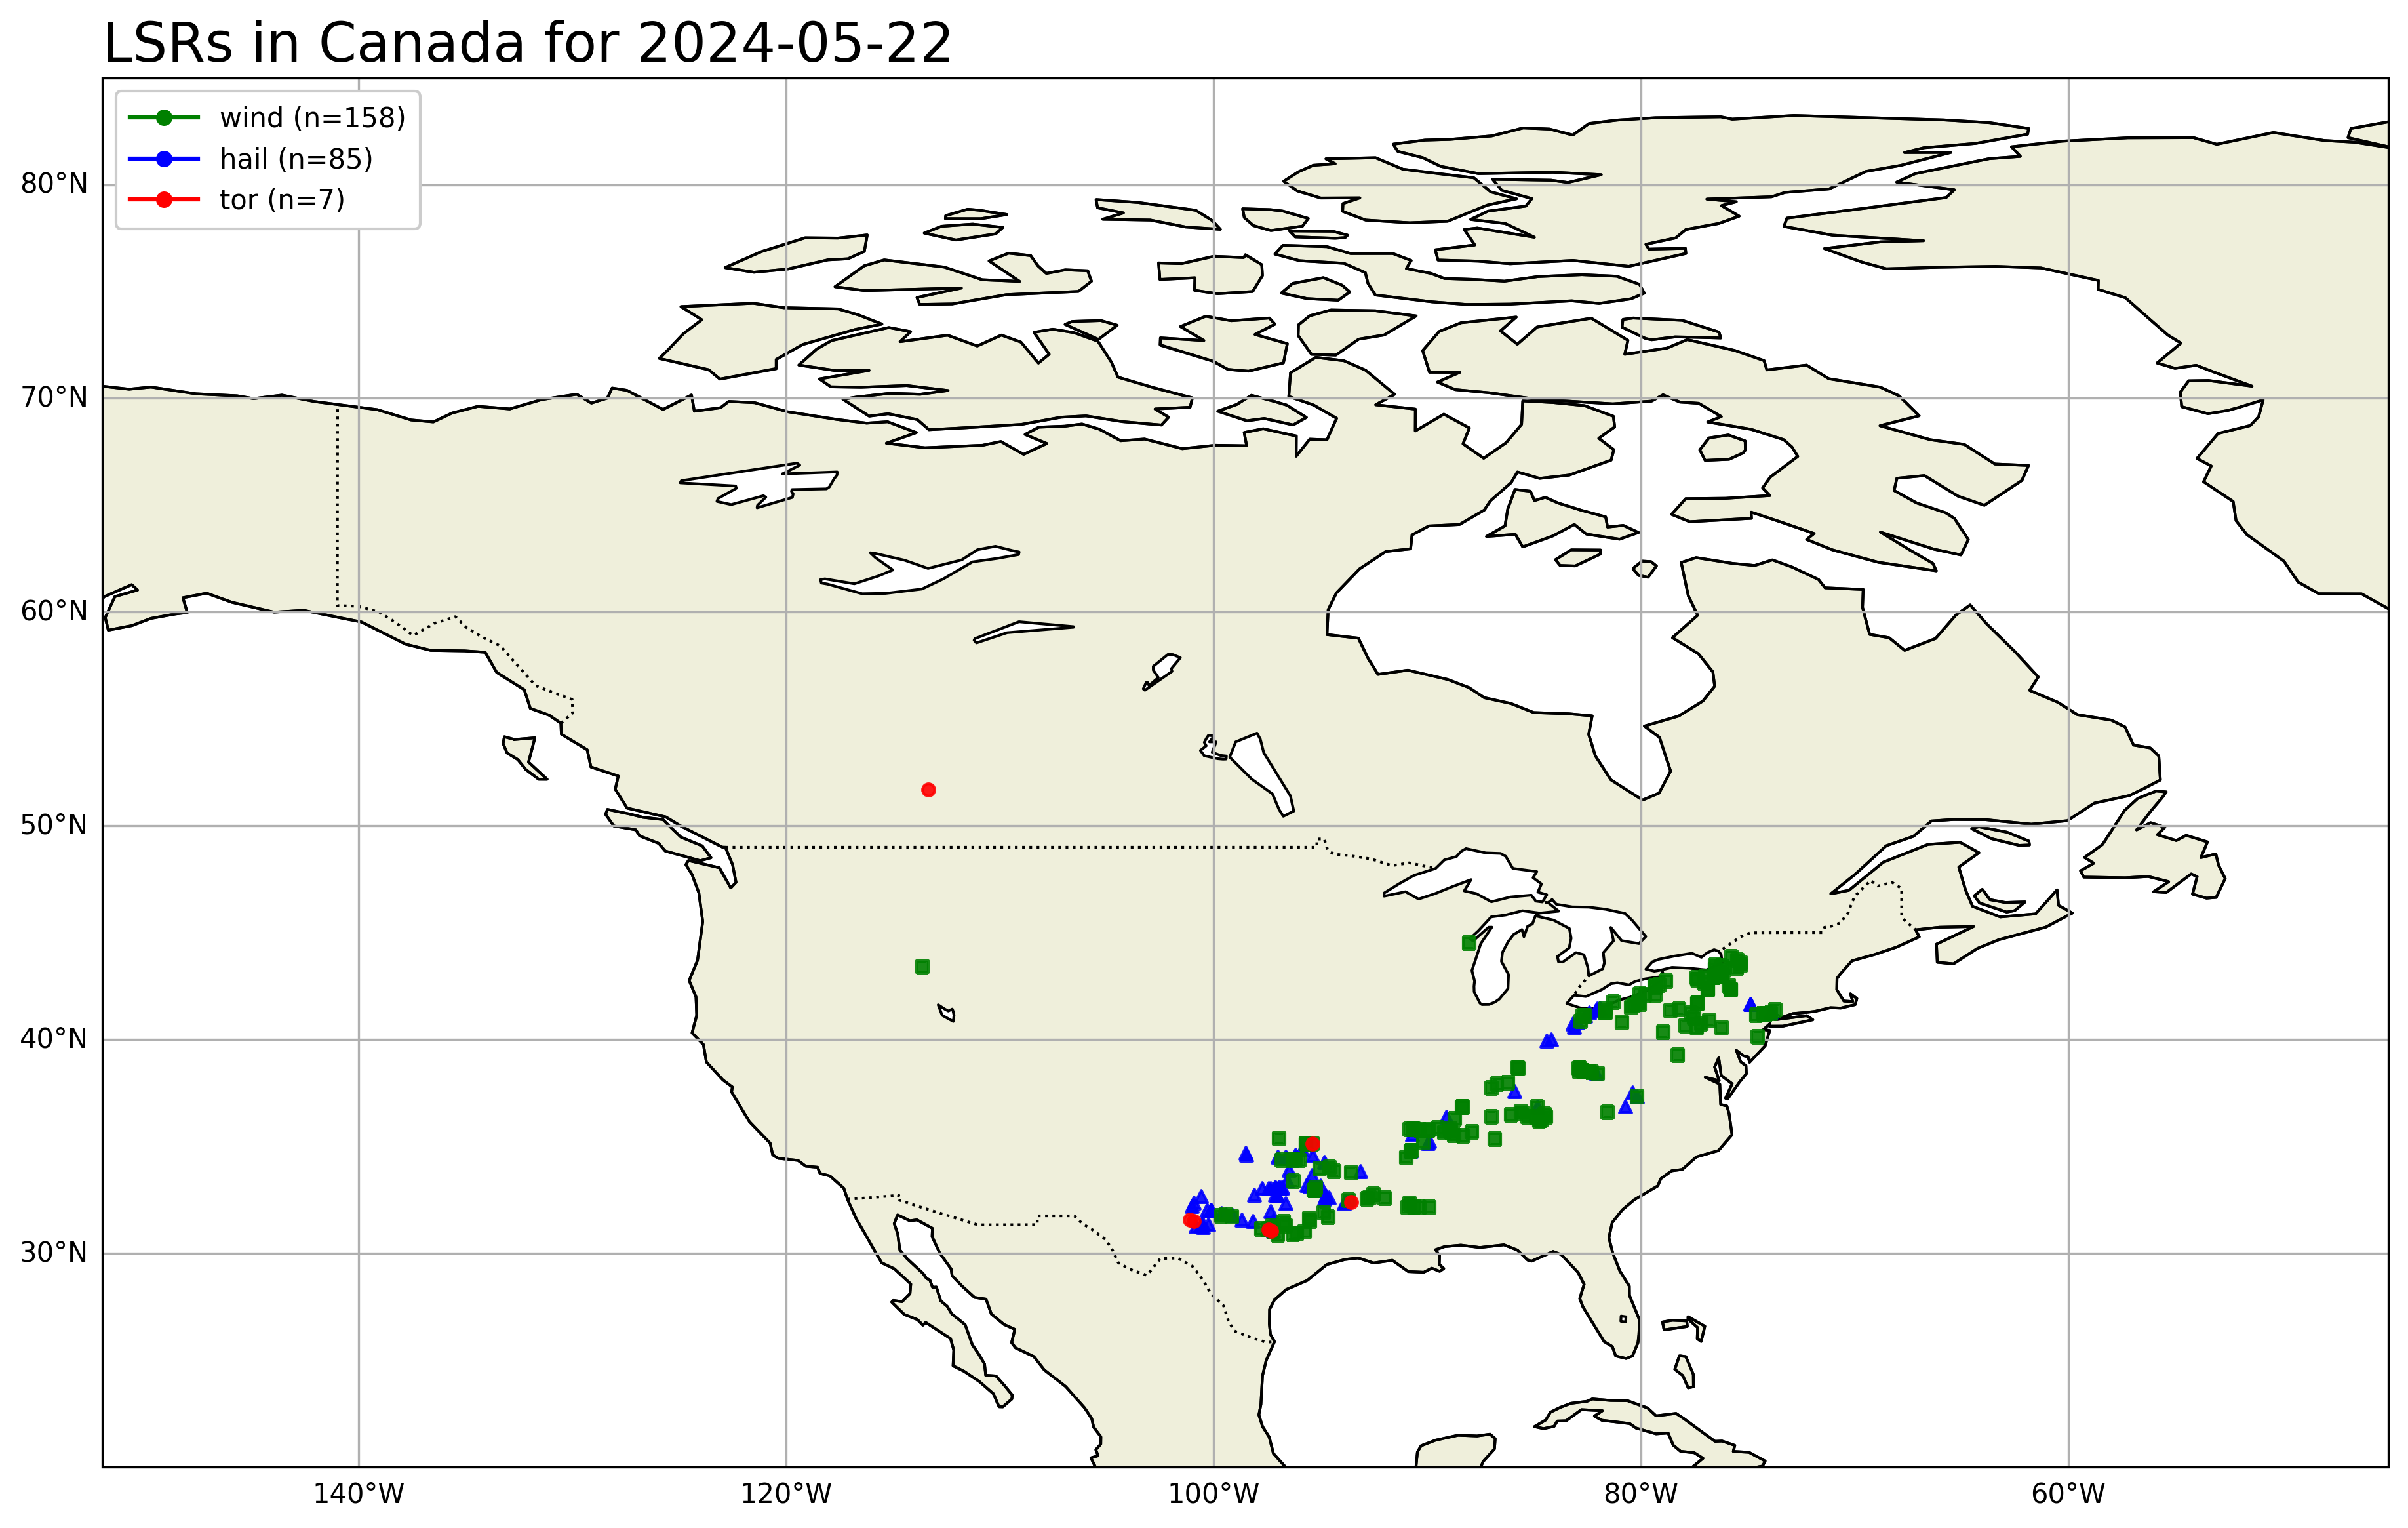 LSRs in Canada for 2024-05-22
wind (n=158)
hail (n=85)
tor (n=7)
80°N
70°N
60°N
50°N
40°N
30°N
140°W
120°W
100°W
80°W
60°W